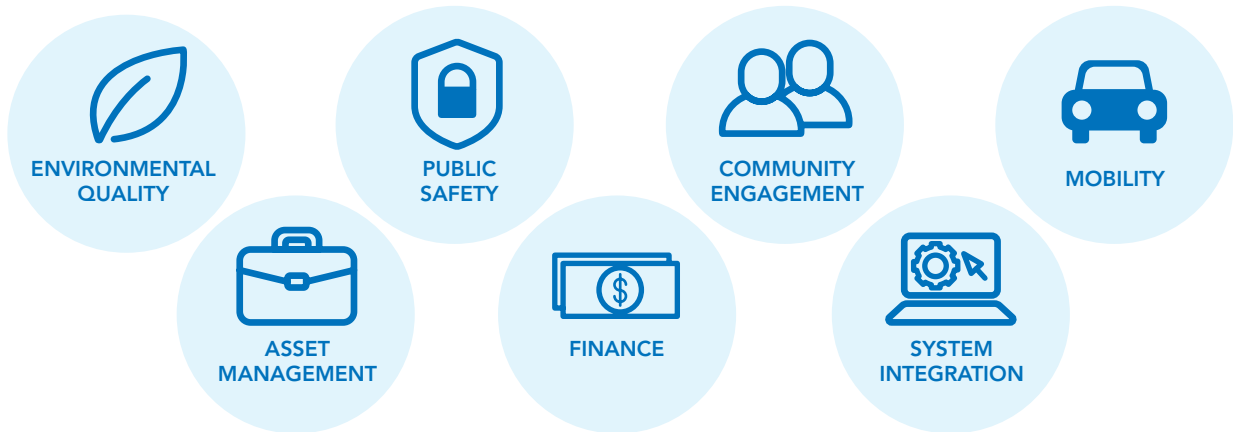 ENVIRONMENTAL
QUALITY
PUBLIC
SAFETY
COMMUNITY
ENGAGEMENT
MOBILITY
ASSET
MANAGEMENT
$
FINANCE
SYSTEM
INTEGRATION